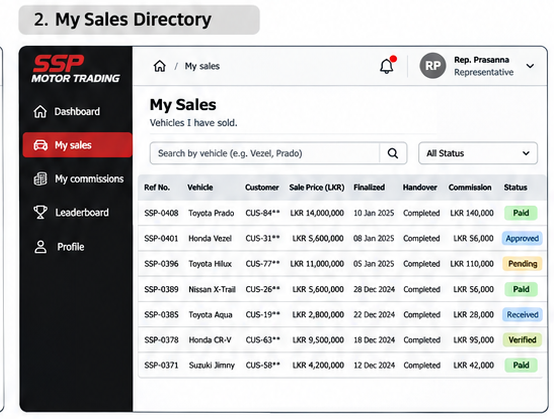 2. My Sales Directory
SSP
MOTOR TRADING
Dashboard
My sales
My commissions
Leaderboard
Profile
/ My sales
RP
Rep. Prasanna
Representative
My Sales
Vehicles I have sold.
Search by vehicle (e.g. Vezel, Prado)
All Status
Ref No. Vehicle Customer Sale Price (LKR) Finalized Handover Commission Status
SSP-0408 Toyota Prado CUS-84** LKR 14,000,000 10 Jan 2025 Completed LKR 140,000 Paid
SSP-0401 Honda Vezel CUS-31** LKR 5,600,000 08 Jan 2025 Completed LKR 56,000 Approved
SSP-0396 Toyota Hilux CUS-77** LKR 11,000,000 05 Jan 2025 Completed LKR 110,000 Pending
SSP-0389 Nissan X-Trail CUS-26** LKR 5,600,000 28 Dec 2024 Completed LKR 56,000 Paid
SSP-0385 Toyota Aqua CUS-19** LKR 2,800,000 22 Dec 2024 Completed LKR 28,000 Received
SSP-0378 Honda CR-V CUS-63** LKR 9,500,000 18 Dec 2024 Completed LKR 95,000 Verified
SSP-0371 Suzuki Jimny CUS-58** LKR 4,200,000 12 Dec 2024 Completed LKR 42,000 Paid